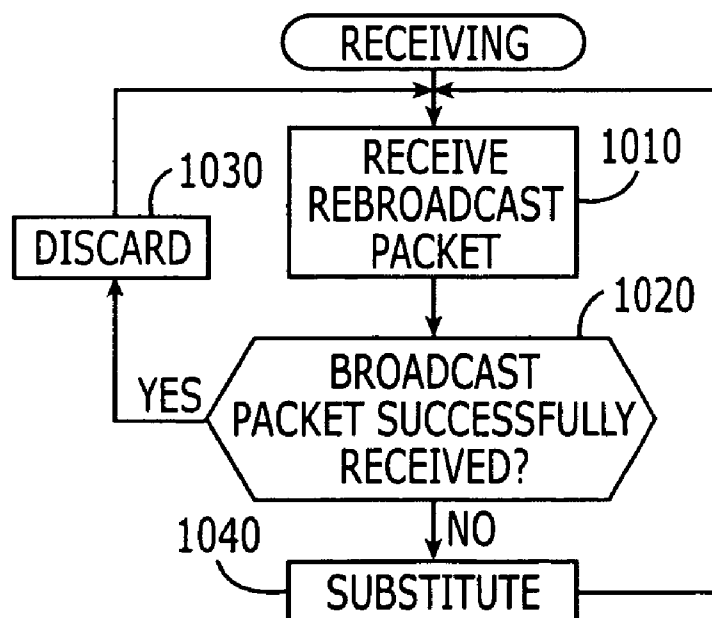 RECEIVING
RECEIVE
REBROADCAST
PACKET
1010
1030
DISCARD
1020
BROADCAST
PACKET SUCCESSFULLY
RECEIVED?
YES
NO
1040
SUBSTITUTE